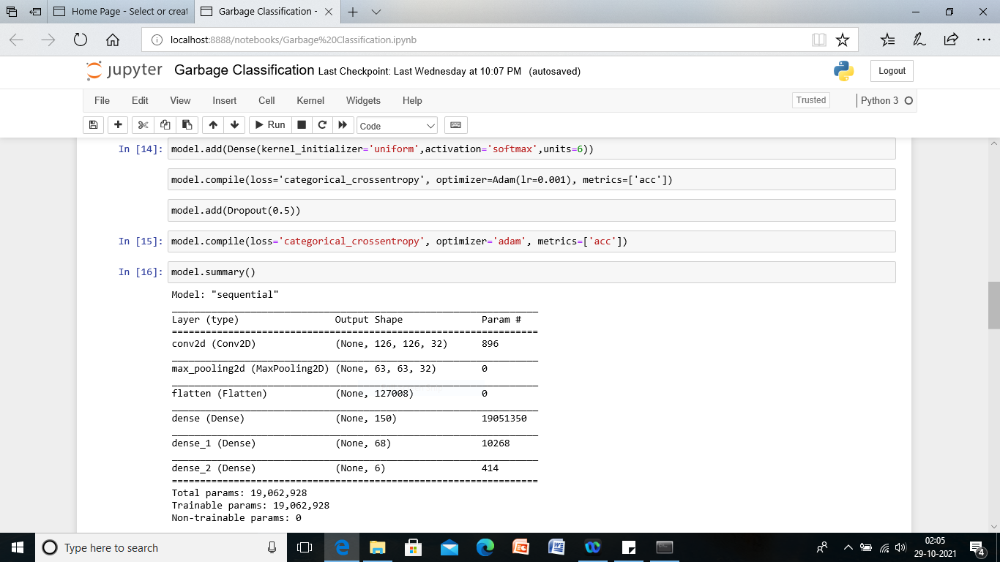 Home Page - Select or creat
Garbage Classification -
localhost:8888/notebooks/Garbage%20Classification.ipynb
jupyter Garbage Classification Last Checkpoint: Last Wednesday at 10:07 PM (autosaved)
Logout
File Edit View Insert Cell Kernel Widgets Help
Trusted
Python 3
Run
Code
In [14]: model.add(Dense(kernel_initializer='uniform',activation='softmax',units=6))
model.compile(loss='categorical_crossentropy', optimizer=Adam(lr=0.001), metrics=['acc'])
model.add(Dropout(0.5))
In [15]: model.compile(loss='categorical_crossentropy', optimizer='adam', metrics=['acc'])
In [16]: model.summary()
Model: "sequential"
_________________________________________________________________
Layer (type) Output Shape Param #
=================================================================
conv2d (Conv2D) (None, 126, 126, 32) 896
_________________________________________________________________
max_pooling2d (MaxPooling2D) (None, 63, 63, 32) 0
_________________________________________________________________
flatten (Flatten) (None, 127008) 0
_________________________________________________________________
dense (Dense) (None, 150) 19051350
_________________________________________________________________
dense_1 (Dense) (None, 68) 10268
_________________________________________________________________
dense_2 (Dense) (None, 6) 414
=================================================================
Total params: 19,062,928
Trainable params: 19,062,928
Non-trainable params: 0
Type here to search
02:05
29-10-2021
4